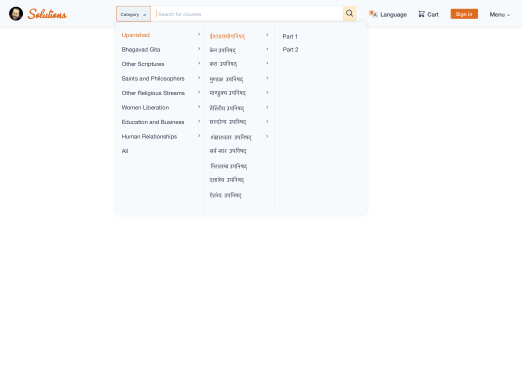 Solutions
Category
Search for courses
Language
Cart
Sign in
Menu
Upanishad
Bhagavad Gita
Other Scriptures
Saints and Philosophers
Other Religious Streams
Women Liberation
Education and Business
Human Relationships
All
ईशावास्योपनिषद्
केन उपनिषद्
कठ उपनिषद्
मुण्डक उपनिषद्
माण्डूक्य उपनिषद्
तैत्तिरीय उपनिषद्
छान्दोग्य उपनिषद्
श्वेताश्वतर उपनिषद्
सर्व-सार उपनिषद्
निरालम्ब उपनिषद्
दत्तात्रेय उपनिषद्
ऐतरेय उपनिषद्
Part 1
Part 2